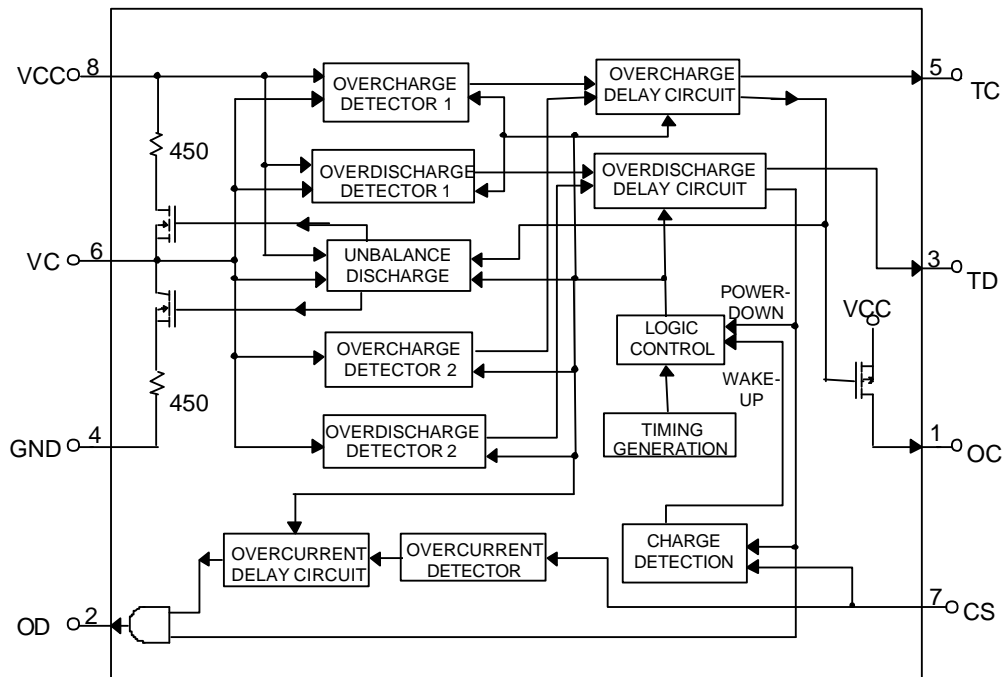 VCC 8
5 TC
OVERCHARGE
DETECTOR 1
OVERCHARGE
DELAY CIRCUIT
450
OVERDISCHARGE
DETECTOR 1
OVERDISCHARGE
DELAY CIRCUIT
VC 6
UNBALANCE
DISCHARGE
3 TD
POWER-
DOWN
VCC
LOGIC
CONTROL
OVERCHARGE
DETECTOR 2
WAKE-
UP
450
TIMING
GENERATION
OVERDISCHARGE
DETECTOR 2
GND 4
1 OC
OVERCURRENT
DELAY CIRCUIT
OVERCURRENT
DETECTOR
CHARGE
DETECTION
OD 2
7 CS